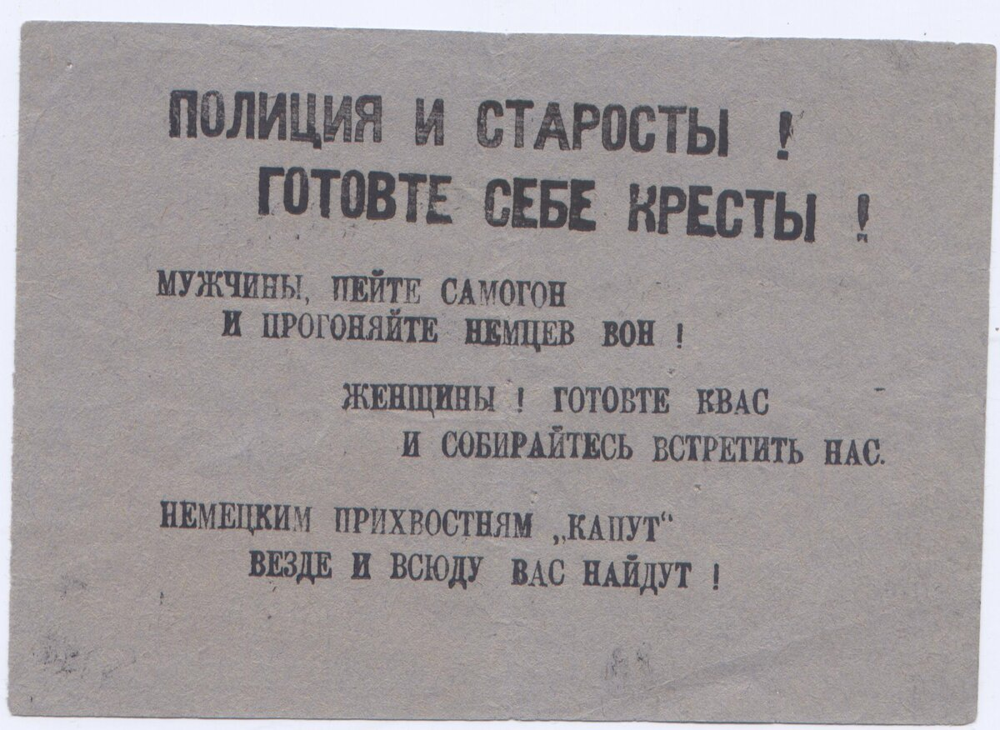 ПОЛИЦИЯ И СТАРОСТЫ !
ГОТОВТЕ СЕБЕ КРЕСТЫ !
МУЖЧИНЫ, ПЕЙТЕ САМОГОН
И ПРОГОНЯЙТЕ НЕМЦЕВ ВОН !
ЖЕНЩИНЫ ! ГОТОВТЕ КВАС
И СОБИРАЙТЕСЬ ВСТРЕТИТЬ НАС.
НЕМЕЦКИМ ПРИХВОСТНЯМ „КАПУТ“
ВЕЗДЕ И ВСЮДУ ВАС НАЙДУТ !